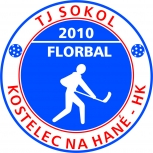 TJ SOKOL
2010
FLORBAL
KOSTELEC NA HANÉ - HK